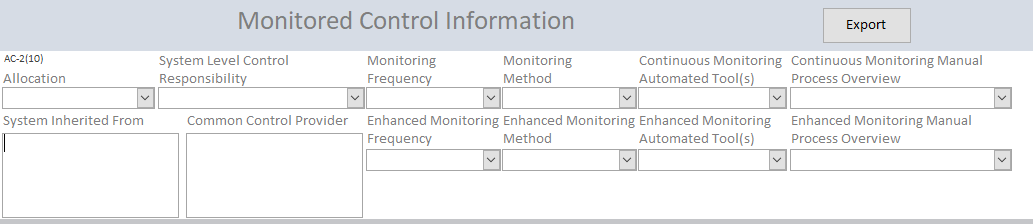 Monitored Control Information
Export
AC-2(10)
Allocation
System Level Control
Responsibility
Monitoring
Frequency
Monitoring
Method
Continuous Monitoring
Automated Tool(s)
Continuous Monitoring Manual
Process Overview
System Inherited From
Common Control Provider
Enhanced Monitoring
Frequency
Enhanced Monitoring
Method
Enhanced Monitoring
Automated Tool(s)
Enhanced Monitoring Manual
Process Overview